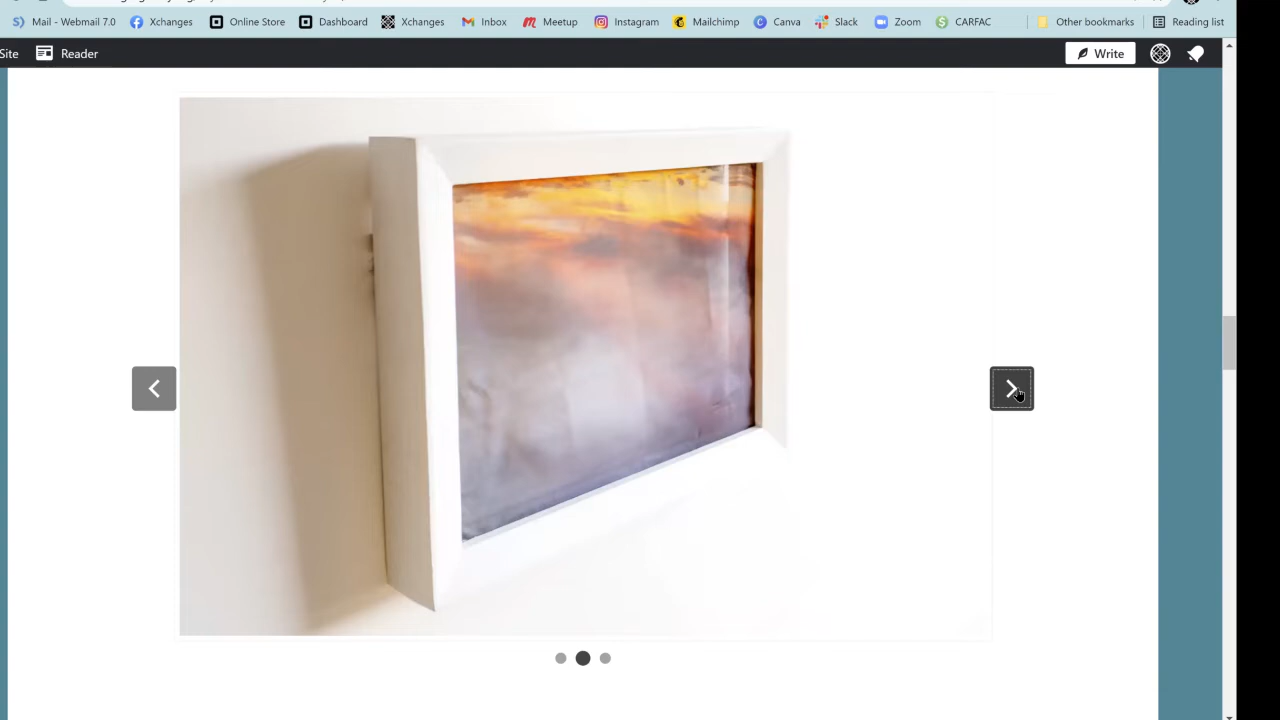 Mail - Webmail 7.0 Xchanges Online Store Dashboard Xchanges Inbox Meetup Instagram Mailchimp Canva Slack Zoom CARFAC Other bookmarks Reading list
Site Reader Write